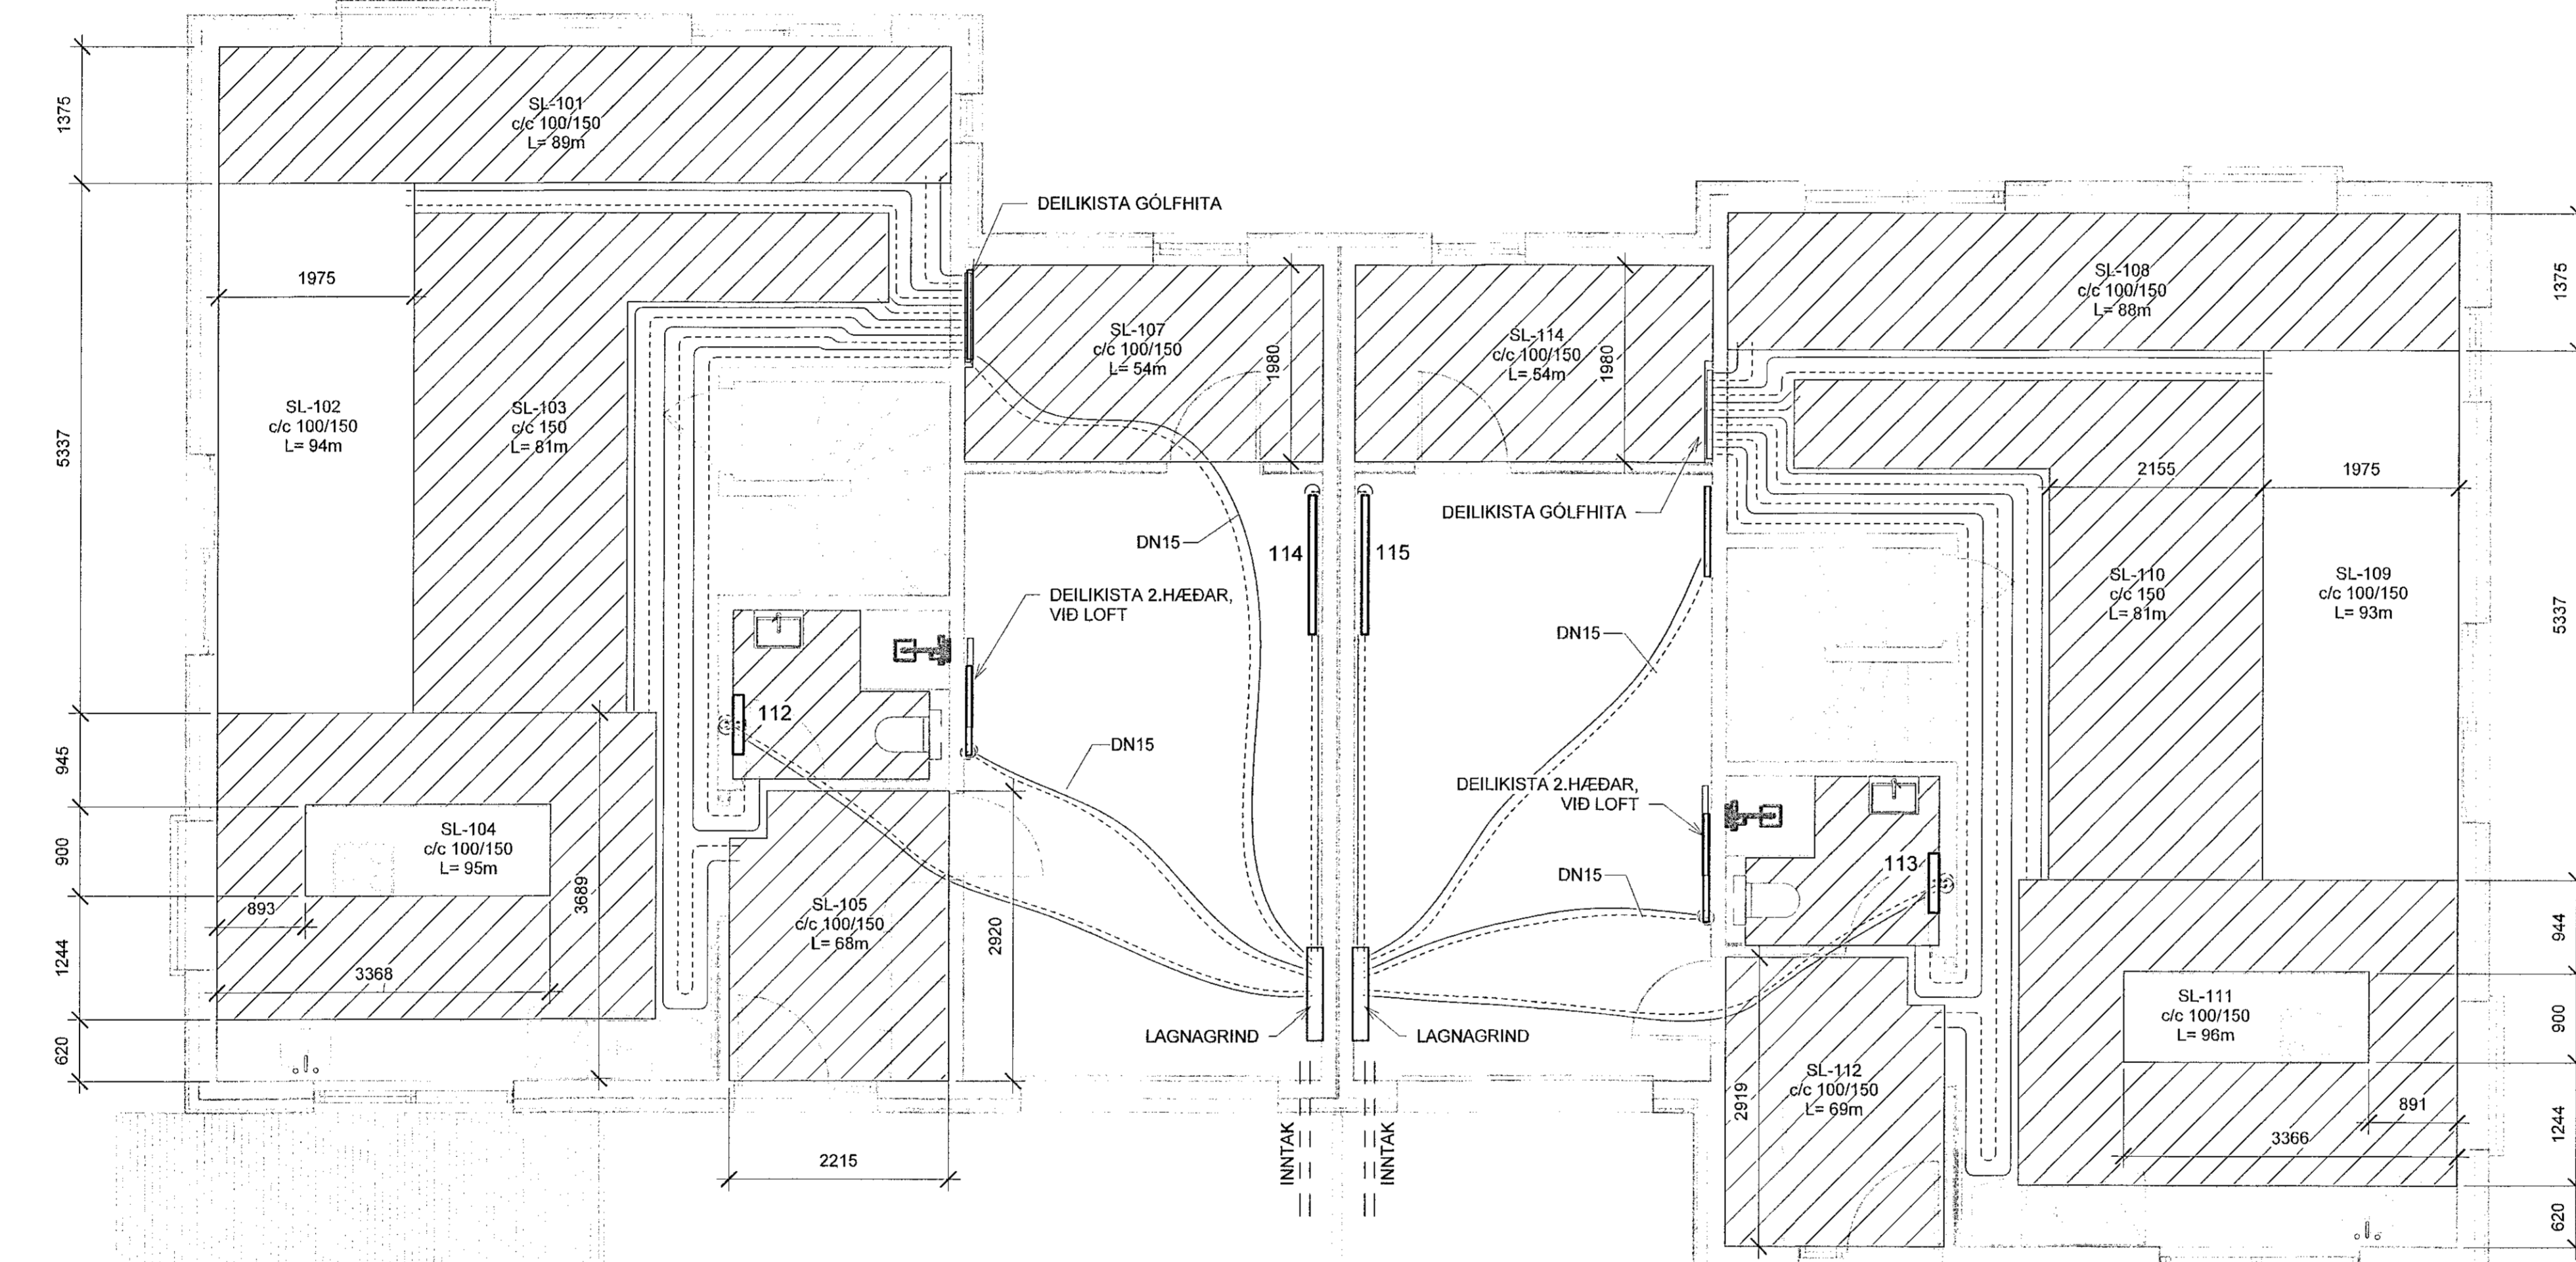 SL-101
c/c 100/150
L= 89m
1375
DEILIKISTA GÓLFHITA
1975
SL-107
c/c 100/150
L= 54m
1980
SL-114
c/c 100/150
L= 54m
1980
SL-108
c/c 100/150
L= 88m
1375
SL-102
c/c 100/150
L= 94m
SL-103
c/c 150
L= 81m
5337
2155
1975
DEILIKISTA GÓLFHITA
DN15
114
115
DEILIKISTA 2.HÆÐAR,
VIÐ LOFT
DN15
SL-110
c/c 150
L= 81m
SL-109
c/c 100/150
L= 93m
5337
112
DN15
945
DEILIKISTA 2.HÆÐAR,
VIÐ LOFT
SL-104
c/c 100/150
L= 95m
900
893
3689
SL-105
c/c 100/150
L= 68m
2920
DN15
113
944
1244
3368
620
LAGNAGRIND
LAGNAGRIND
SL-111
c/c 100/150
L= 96m
900
SL-112
c/c 100/150
L= 69m
2919
891
3366
1244
2215
INNTAK
INNTAK
620